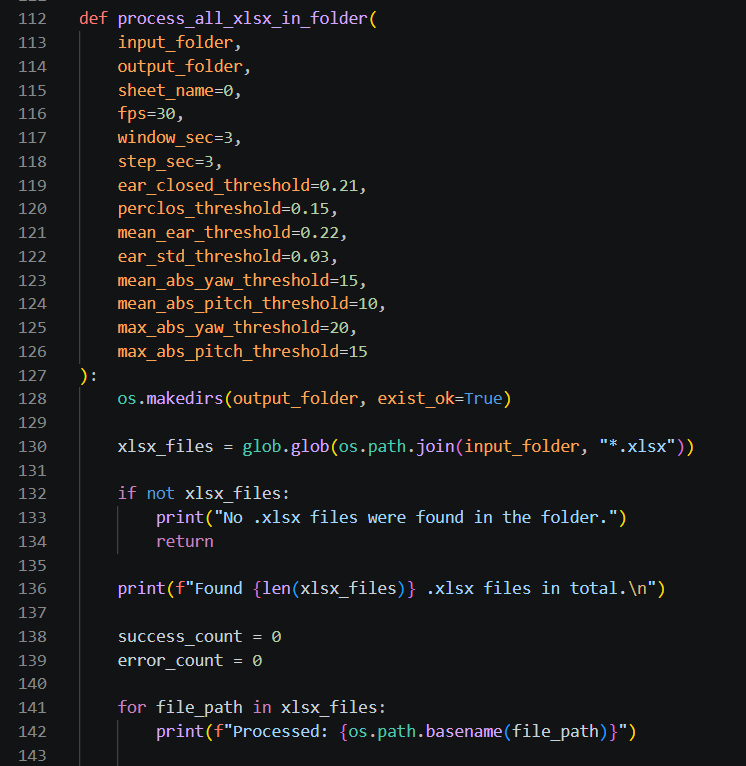 112 def process_all_xlsx_in_folder(
113     input_folder,
114     output_folder,
115     sheet_name=0,
116     fps=30,
117     window_sec=3,
118     step_sec=3,
119     ear_closed_threshold=0.21,
120     perclos_threshold=0.15,
121     mean_ear_threshold=0.22,
122     ear_std_threshold=0.03,
123     mean_abs_yaw_threshold=15,
124     mean_abs_pitch_threshold=10,
125     max_abs_yaw_threshold=20,
126     max_abs_pitch_threshold=15
127 ):
128     os.makedirs(output_folder, exist_ok=True)
129
130     xlsx_files = glob.glob(os.path.join(input_folder, "*.xlsx"))
131
132     if not xlsx_files:
133         print("No .xlsx files were found in the folder.")
134         return
135
136     print(f"Found {len(xlsx_files)} .xlsx files in total.\n")
137
138     success_count = 0
139     error_count = 0
140
141     for file_path in xlsx_files:
142         print(f"Processed: {os.path.basename(file_path)}")
143